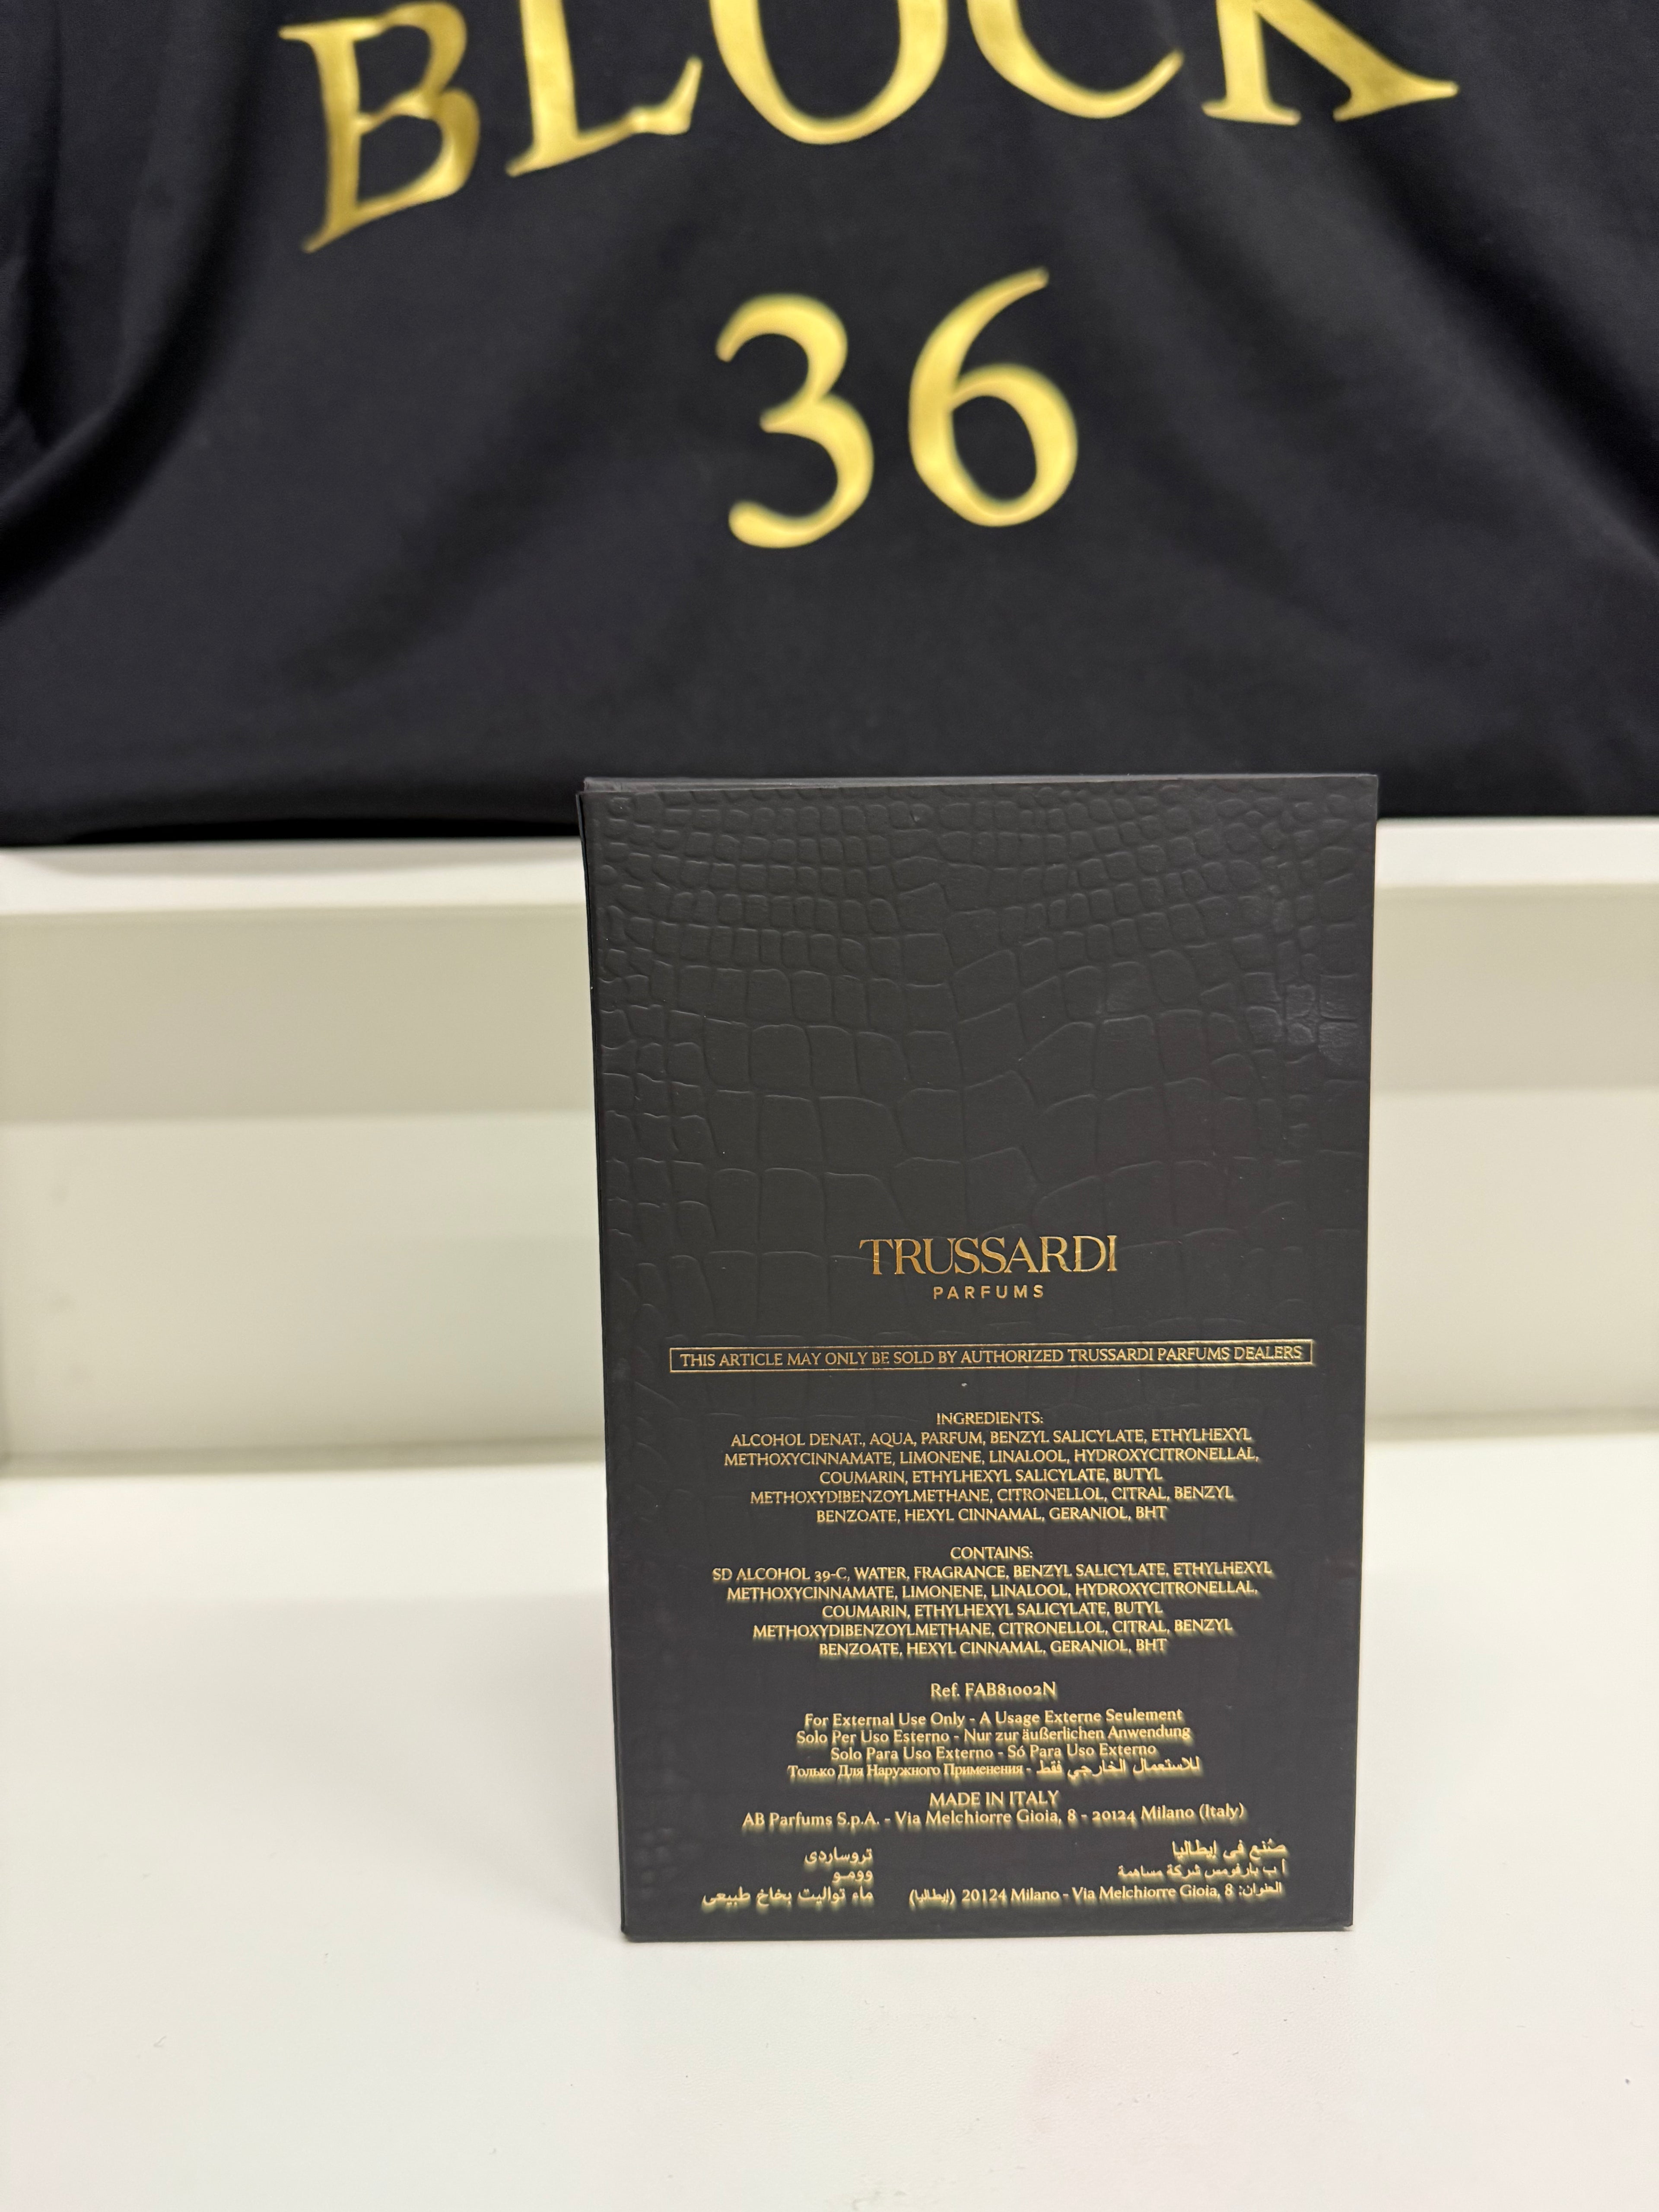 BLOCK
36
TRUSSARDI
PARFUMS
THIS ARTICLE MAY ONLY BE SOLD BY AUTHORIZED TRUSSARDI PARFUMS DEALERS
INGREDIENTS:
ALCOHOL DENAT., AQUA, PARFUM, BENZYL SALICYLATE, ETHYLHEXYL
METHOXYCINNAMATE, LIMONENE, LINALOOL, HYDROXYCITRONELLAL,
COUMARIN, ETHYLHEXYL SALICYLATE, BUTYL
METHOXYDIBENZOYLMETHANE, CITRONELLOL, CITRAL, BENZYL
BENZOATE, HEXYL CINNAMAL, GERANIOL, BHT
CONTAINS:
SD ALCOHOL 39-C, WATER, FRAGRANCE, BENZYL SALICYLATE, ETHYLHEXYL
METHOXYCINNAMATE, LIMONENE, LINALOOL, HYDROXYCITRONELLAL,
COUMARIN, ETHYLHEXYL SALICYLATE, BUTYL
METHOXYDIBENZOYLMETHANE, CITRONELLOL, CITRAL, BENZYL
BENZOATE, HEXYL CINNAMAL, GERANIOL, BHT
Ref. FAB81002N
For External Use Only - A Usage Externe Seulement
Solo Per Uso Esterno - Nur zur äußerlichen Anwendung
Solo Para Uso Externo - Só Para Uso Externo
Только Для Наружного Применения - للاستعمال الخارجي فقط
MADE IN ITALY
AB Parfums S.p.A. - Via Melchiorre Gioia, 8 - 20124 Milano (Italy)
صُنع في إيطاليا
أ ب بارفومس شركة مساهمة
العنوان: 20124 Milano - Via Melchiorre Gioia, 8 (إيطاليا)
تروساردي
وومو
ماء تواليت بخاخ طبيعي